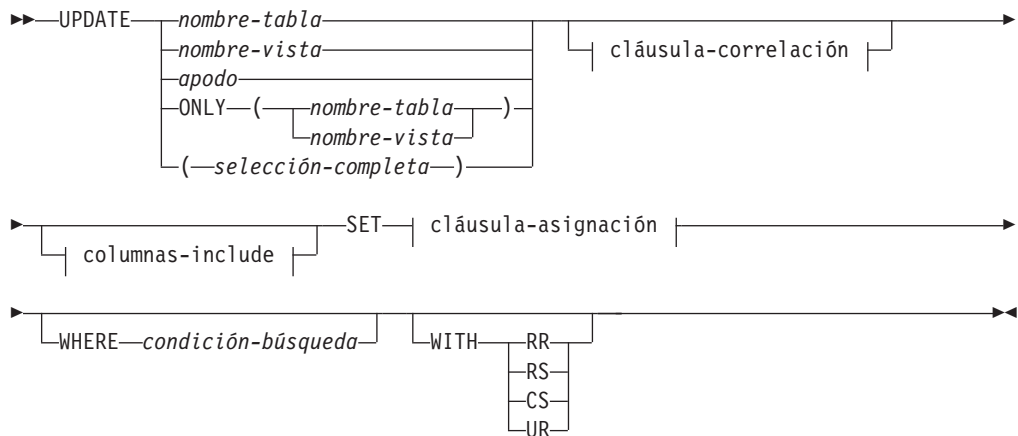 UPDATE nombre-tabla
nombre-vista cláusula-correlación
apodo
ONLY ( nombre-tabla )
nombre-vista
( selección-completa )
SET cláusula-asignación
columnas-include
WHERE condición-búsqueda WITH RR
RS
CS
UR